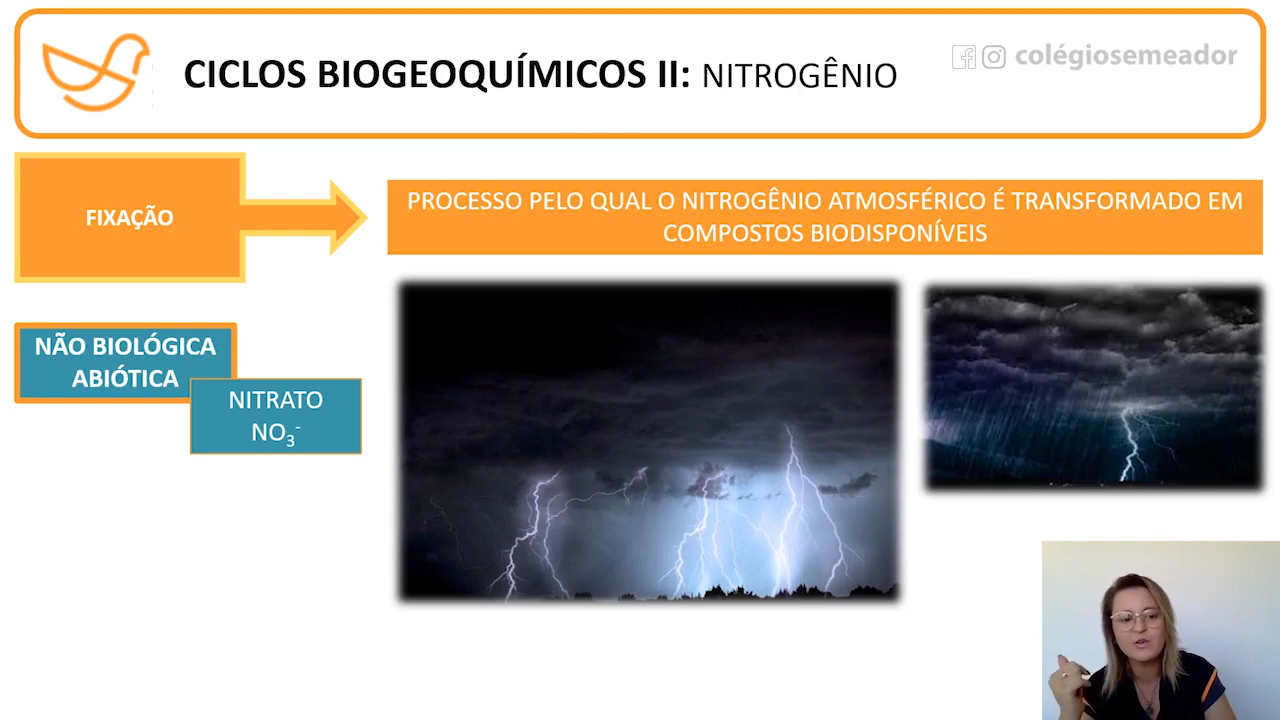 CICLOS BIOGEOQUÍMICOS II: NITROGÊNIO
colégiosemeador
FIXAÇÃO
PROCESSO PELO QUAL O NITROGÊNIO ATMOSFÉRICO É TRANSFORMADO EM
COMPOSTOS BIODISPONÍVEIS
NÃO BIOLÓGICA
ABIÓTICA
NITRATO
NO₃⁻